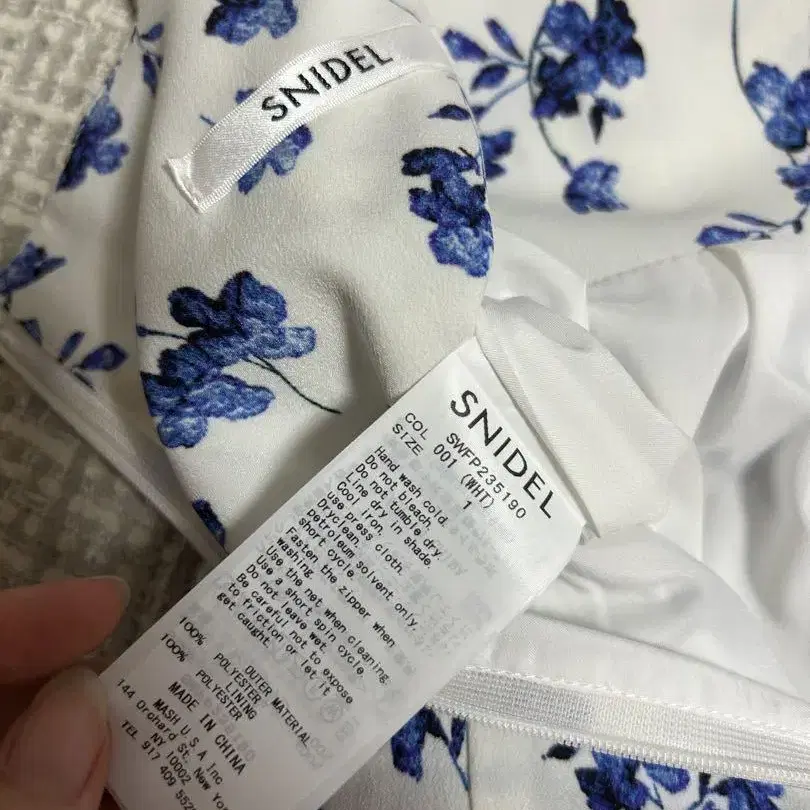 SNIDEL
SNIDEL
SWFP235190
COL 001 (WHT)
SIZE 1
Hand wash cold.
Do not bleach.
Do not tumble dry.
Line dry in shade.
Cool iron,
use press cloth.
Dryclean,
petroleum solvent only,
short cycle
Fasten the zipper when
washing
Use the net when cleaning.
Use a short spin cycle.
Do not leave wet.
Be careful not to expose
to friction or let it
get caught.
OUTER MATERIAL
100% POLYESTER
LINING
100% POLYESTER
MADE IN CHINA
MASH U.S.A Inc
144 Orchard St. New York
NY 10002
TEL 917 409 552